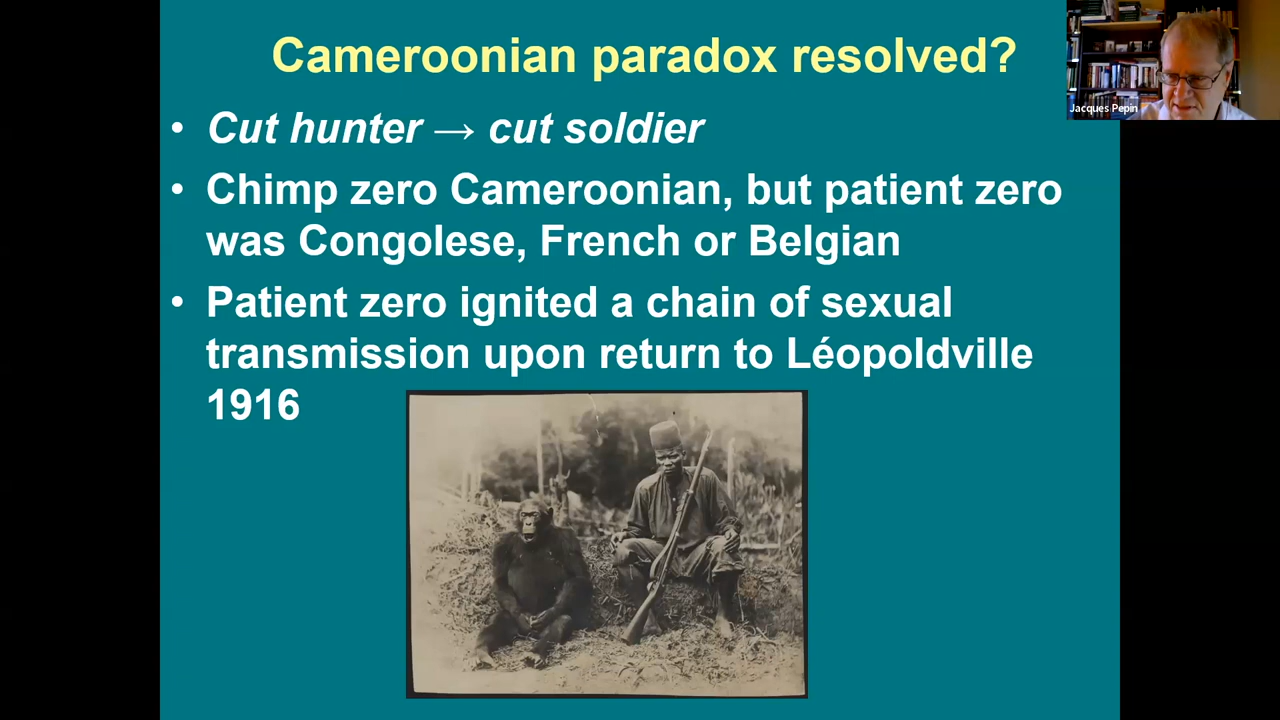 Cameroonian paradox resolved?
• Cut hunter → cut soldier
• Chimp zero Cameroonian, but patient zero
was Congolese, French or Belgian
• Patient zero ignited a chain of sexual
transmission upon return to Léopoldville
1916
Jacques Pepin